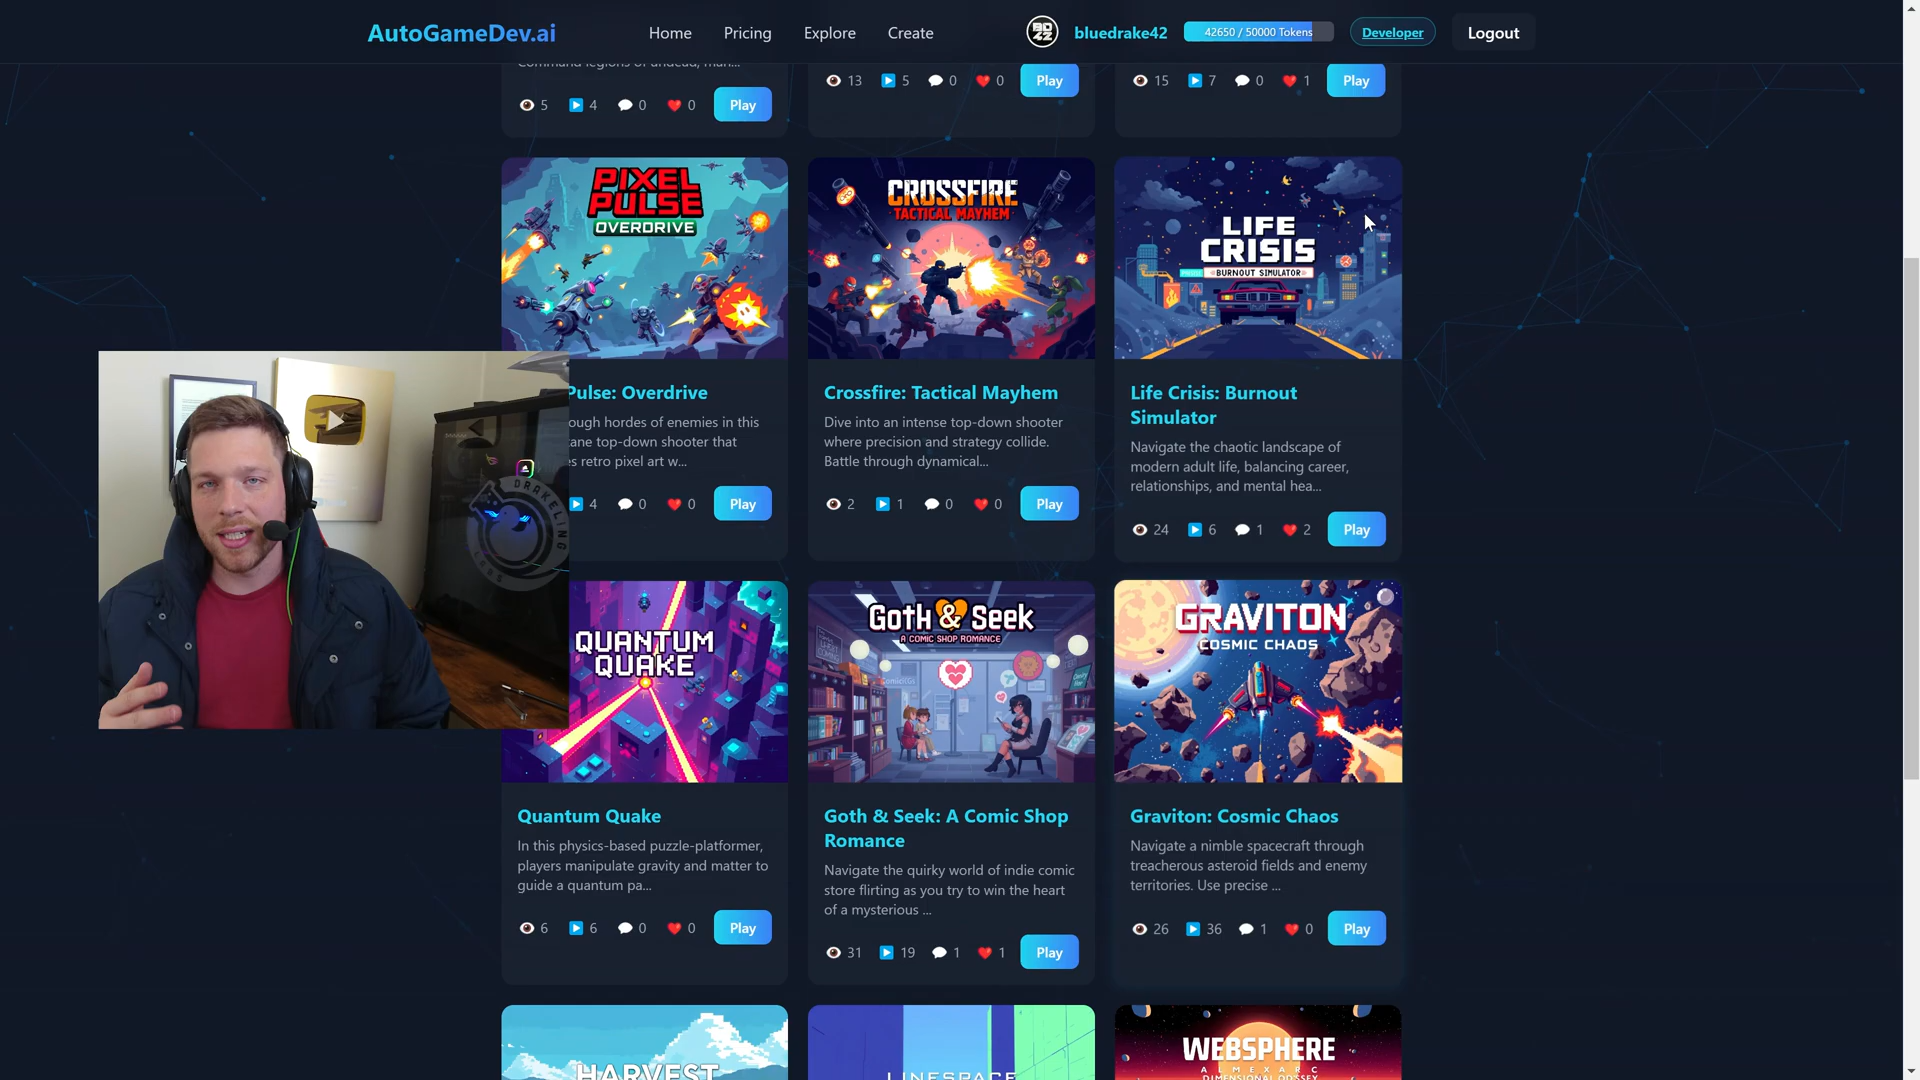 AutoGameDev.ai
Home
Pricing
Explore
Create
bluedrake42
42650 / 50000 Tokens
Developer
Logout
5 4 0 0 Play
13 5 0 0 Play
15 7 0 1 Play
PIXEL
PULSE
OVERDRIVE
CROSSFIRE
TACTICAL MAYHEM
LIFE
CRISIS
BURNOUT SIMULATOR
Pulse: Overdrive
ough hordes of enemies in this
ane top-down shooter that
s retro pixel art w...
4 0 0 Play
Crossfire: Tactical Mayhem
Dive into an intense top-down shooter
where precision and strategy collide.
Battle through dynamical...
2 1 0 0 Play
Life Crisis: Burnout
Simulator
Navigate the chaotic landscape of
modern adult life, balancing career,
relationships, and mental hea...
24 6 1 2 Play
DRAKELING
LABS
QUANTUM
QUAKE
GOTH & SEEK
A COMIC SHOP ROMANCE
GRAVITON
COSMIC CHAOS
Quantum Quake
In this physics-based puzzle-platformer,
players manipulate gravity and matter to
guide a quantum pa...
6 6 0 0 Play
Goth & Seek: A Comic Shop
Romance
Navigate the quirky world of indie comic
store flirting as you try to win the heart
of a mysterious ...
31 19 1 1 Play
Graviton: Cosmic Chaos
Navigate a nimble spacecraft through
treacherous asteroid fields and enemy
territories. Use precise ...
26 36 1 0 Play
HARVEST
LINESPACE
WEBSPHERE
ALMEXARC
DIMENSIONAL ODYSSEY